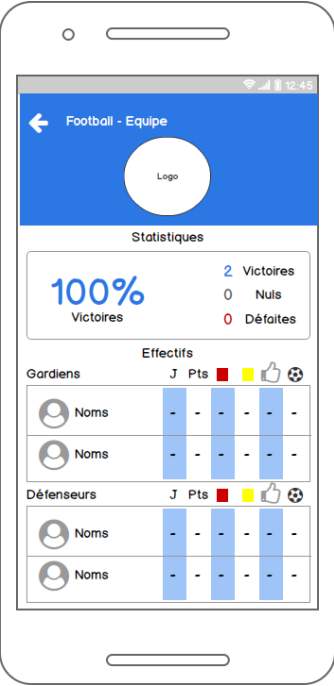 12:45
Football - Equipe
Logo
Statistiques
100%
Victoires
2 Victoires
0 Nuls
0 Défaites
Effectifs
Gardiens J Pts
Noms - - - - - -
Noms - - - - - -
Défenseurs J Pts
Noms - - - - - -
Noms - - - - - -